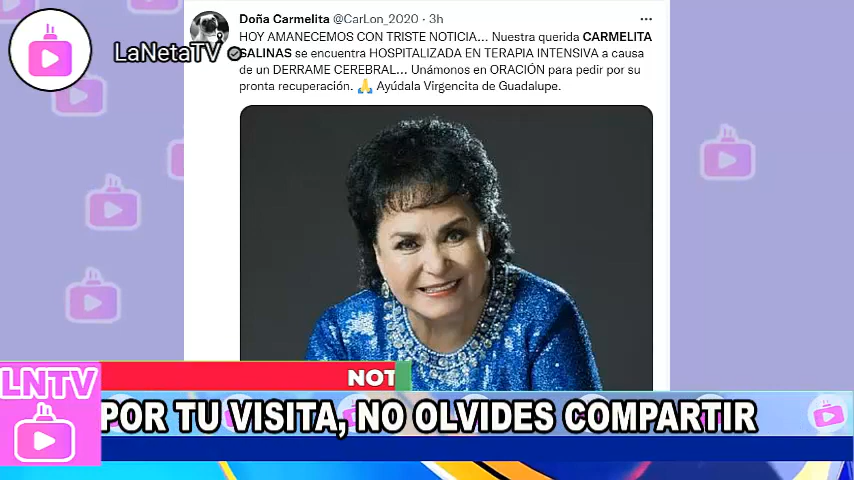 Doña Carmelita @CarLon_2020 · 3h
HOY AMANECEMOS CON TRISTE NOTICIA... Nuestra querida CARMELITA
SALINAS se encuentra HOSPITALIZADA EN TERAPIA INTENSIVA a causa
de un DERRAME CEREBRAL... Unámonos en ORACIÓN para pedir por su
pronta recuperación. 🙏 Ayúdala Virgencita de Guadalupe.
LaNetaTV
NOT
LNTV
POR TU VISITA, NO OLVIDES COMPARTIR